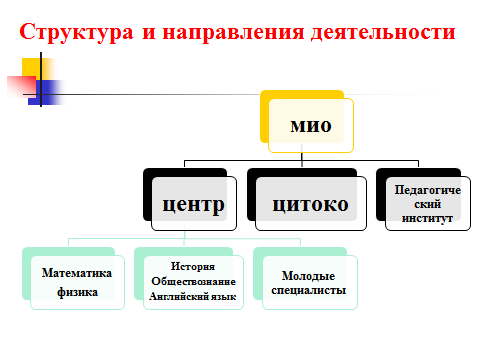 Структура и направления деятельности
мио
центр
цитоко
Педагогиче
ский
институт
Математика
физика
История
Обществознание
Английский язык
Молодые
специалисты